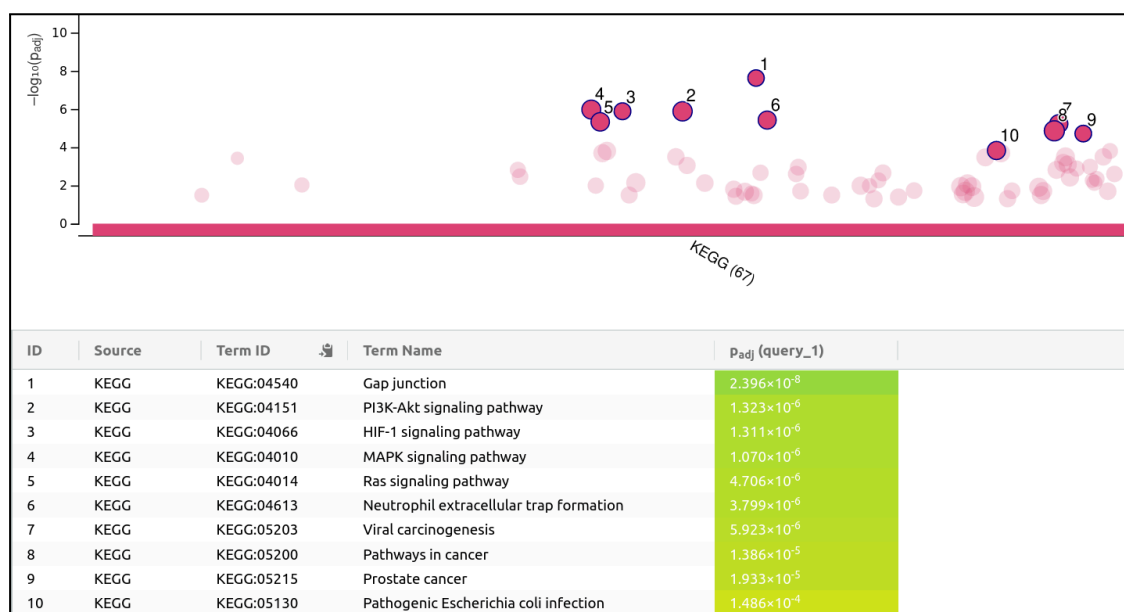 10
8
6
4
2
0
−log₁₀(pₐdⱼ)
1
2
3
4
5
6
7
8
9
10
KEGG (67)
ID Source Term ID Term Name pₐdⱼ (query_1)
1 KEGG KEGG:04540 Gap junction 2.396×10⁻⁸
2 KEGG KEGG:04151 PI3K-Akt signaling pathway 1.323×10⁻⁶
3 KEGG KEGG:04066 HIF-1 signaling pathway 1.311×10⁻⁶
4 KEGG KEGG:04010 MAPK signaling pathway 1.070×10⁻⁶
5 KEGG KEGG:04014 Ras signaling pathway 4.706×10⁻⁶
6 KEGG KEGG:04613 Neutrophil extracellular trap formation 3.799×10⁻⁶
7 KEGG KEGG:05203 Viral carcinogenesis 5.923×10⁻⁶
8 KEGG KEGG:05200 Pathways in cancer 1.386×10⁻⁵
9 KEGG KEGG:05215 Prostate cancer 1.933×10⁻⁵
10 KEGG KEGG:05130 Pathogenic Escherichia coli infection 1.486×10⁻⁴